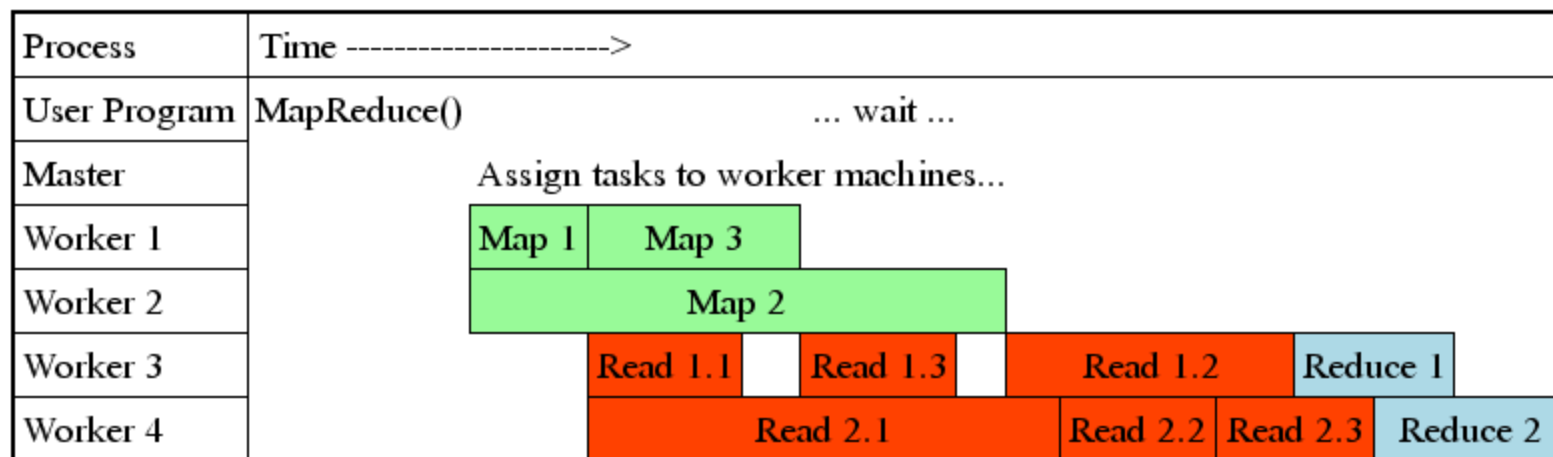 Process Time ---------------------->
User Program MapReduce() ... wait ...
Master Assign tasks to worker machines...
Worker 1 Map 1 Map 3
Worker 2 Map 2
Worker 3 Read 1.1 Read 1.3 Read 1.2 Reduce 1
Worker 4 Read 2.1 Read 2.2 Read 2.3 Reduce 2